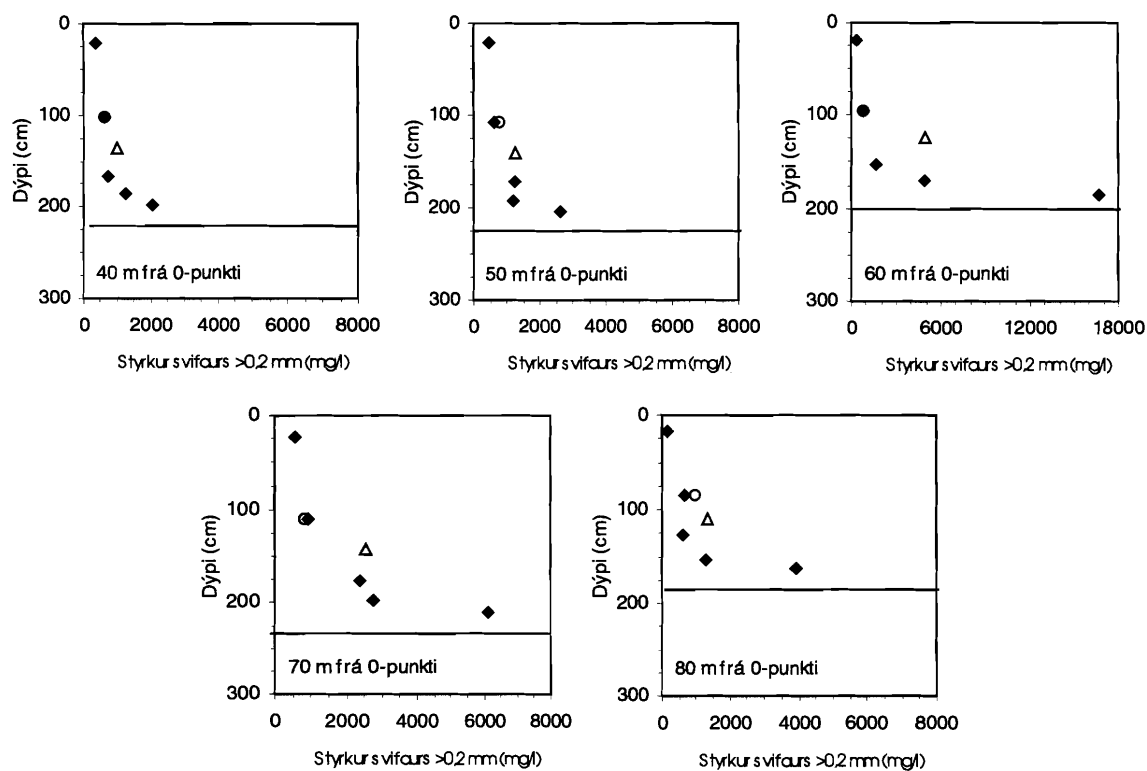 0
100
200
300
Dýpi (cm)
40 m frá 0-punkti
0 2000 4000 6000 8000
Styrkur svifaurs >0,2 mm (mg/l)
0
100
200
300
Dýpi (cm)
50 m frá 0-punkti
0 2000 4000 6000 8000
Styrkur svifaurs >0,2 mm (mg/l)
0
100
200
300
Dýpi (cm)
60 m frá 0-punkti
0 6000 12000 18000
Styrkur svifaurs >0,2 mm (mg/l)
0
100
200
300
Dýpi (cm)
70 m frá 0-punkti
0 2000 4000 6000 8000
Styrkur svifaurs >0,2 mm (mg/l)
0
100
200
300
Dýpi (cm)
80 m frá 0-punkti
0 2000 4000 6000 8000
Styrkur svifaurs >0,2 mm (mg/l)